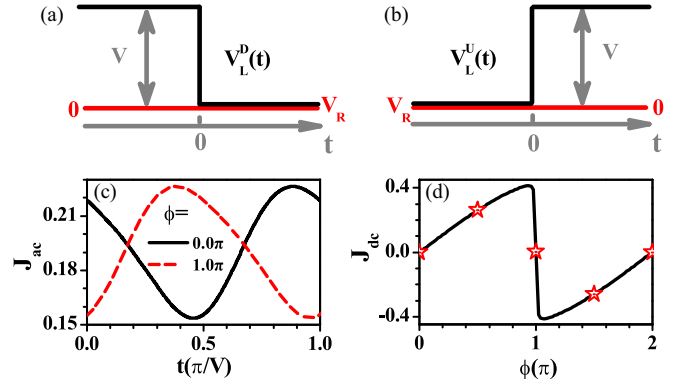 (a)
V
V_L^D(t)
0
V_R
0
t
(b)
V_L^U(t)
V
V_R
0
0
t
(c)
J_ac
0.21
0.18
0.15
ϕ=
0.0π
1.0π
0.0 0.5 1.0
t(π/V)
(d)
J_dc
0.4
0.0
-0.4
0 1 2
ϕ(π)